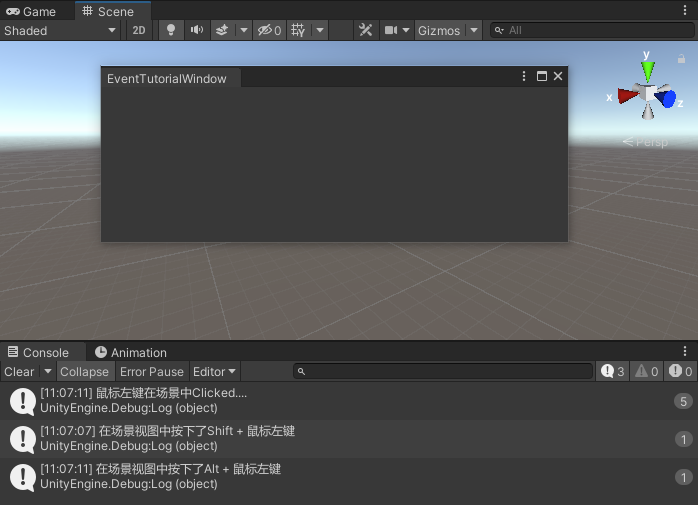 Game Scene
Shaded 2D 0 Gizmos All
EventTutorialWindow
y
x z
Persp
Console Animation
Clear Collapse Error Pause Editor 3 0 0
[11:07:11] 鼠标左键在场景中Clicked....
UnityEngine.Debug:Log (object) 5
[11:07:07] 在场景视图中按下了Shift + 鼠标左键
UnityEngine.Debug:Log (object) 1
[11:07:11] 在场景视图中按下了Alt + 鼠标左键
UnityEngine.Debug:Log (object) 1